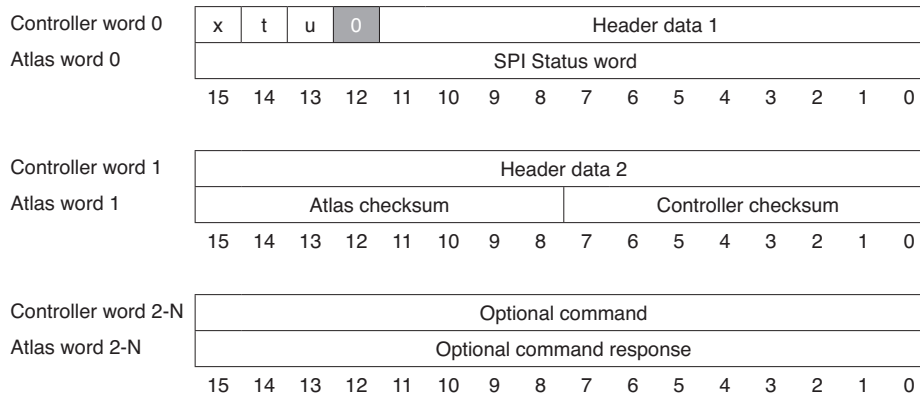 Controller word 0 x t u 0 Header data 1
Atlas word 0 SPI Status word
15 14 13 12 11 10 9 8 7 6 5 4 3 2 1 0
Controller word 1 Header data 2
Atlas word 1 Atlas checksum Controller checksum
15 14 13 12 11 10 9 8 7 6 5 4 3 2 1 0
Controller word 2-N Optional command
Atlas word 2-N Optional command response
15 14 13 12 11 10 9 8 7 6 5 4 3 2 1 0